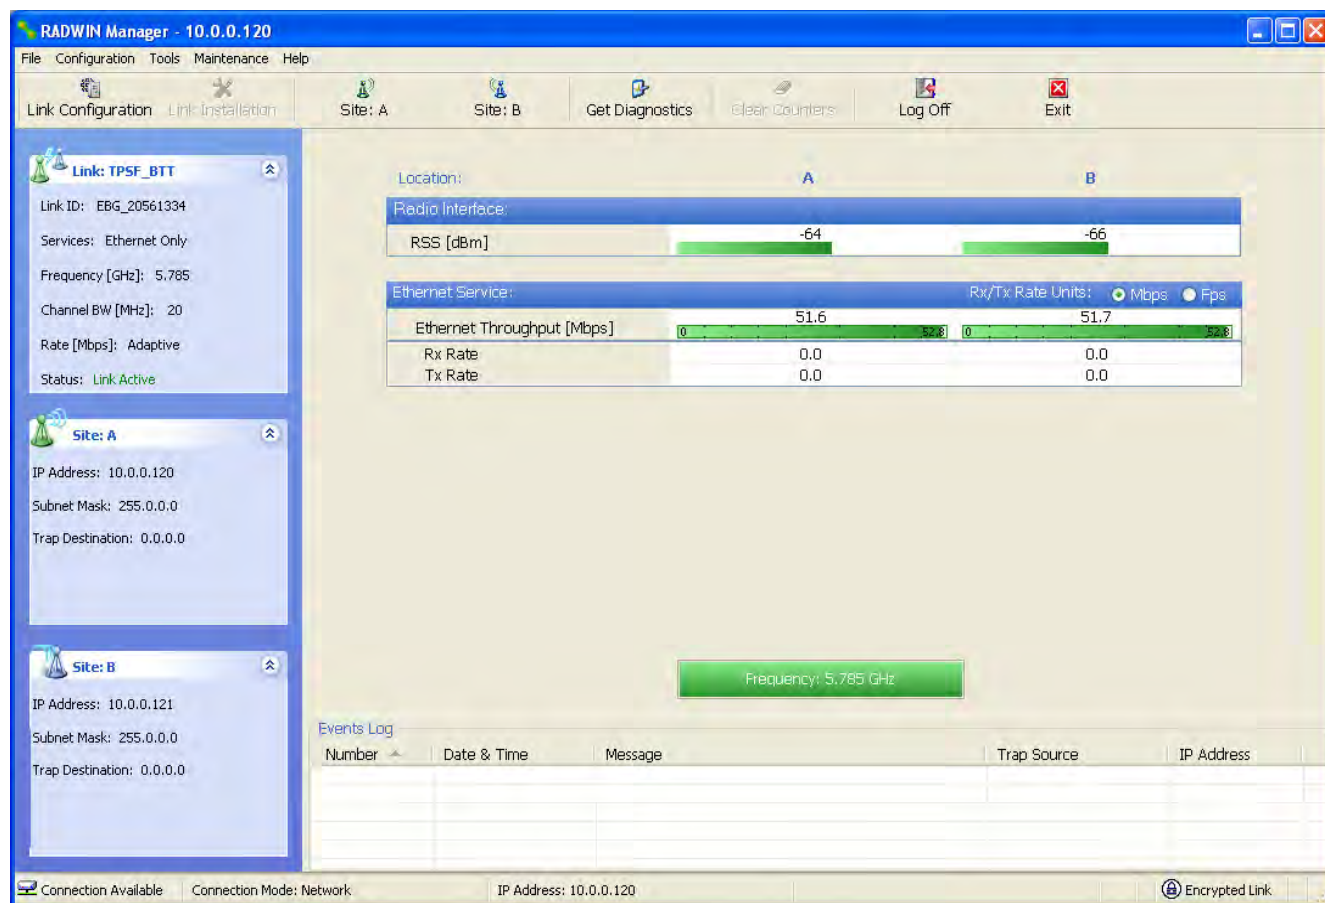 RADWIN Manager - 10.0.0.120
File Configuration Tools Maintenance Help
Link Configuration Link Installation Site: A Site: B Get Diagnostics Clear Counters Log Off Exit
Link: TPSF_BTT
Link ID: EBG_20561334
Services: Ethernet Only
Frequency [GHz]: 5.785
Channel BW [MHz]: 20
Rate [Mbps]: Adaptive
Status: Link Active
Site: A
IP Address: 10.0.0.120
Subnet Mask: 255.0.0.0
Trap Destination: 0.0.0.0
Site: B
IP Address: 10.0.0.121
Subnet Mask: 255.0.0.0
Trap Destination: 0.0.0.0
Location: A B
Radio Interface:
RSS [dBm] -64 -66
Ethernet Service: Rx/Tx Rate Units: Mbps Fps
Ethernet Throughput [Mbps] 51.6 51.7
0 52.8 0 52.8
Rx Rate 0.0 0.0
Tx Rate 0.0 0.0
Frequency: 5.785 GHz
Events Log
Number Date & Time Message Trap Source IP Address
Connection Available Connection Mode: Network IP Address: 10.0.0.120 Encrypted Link